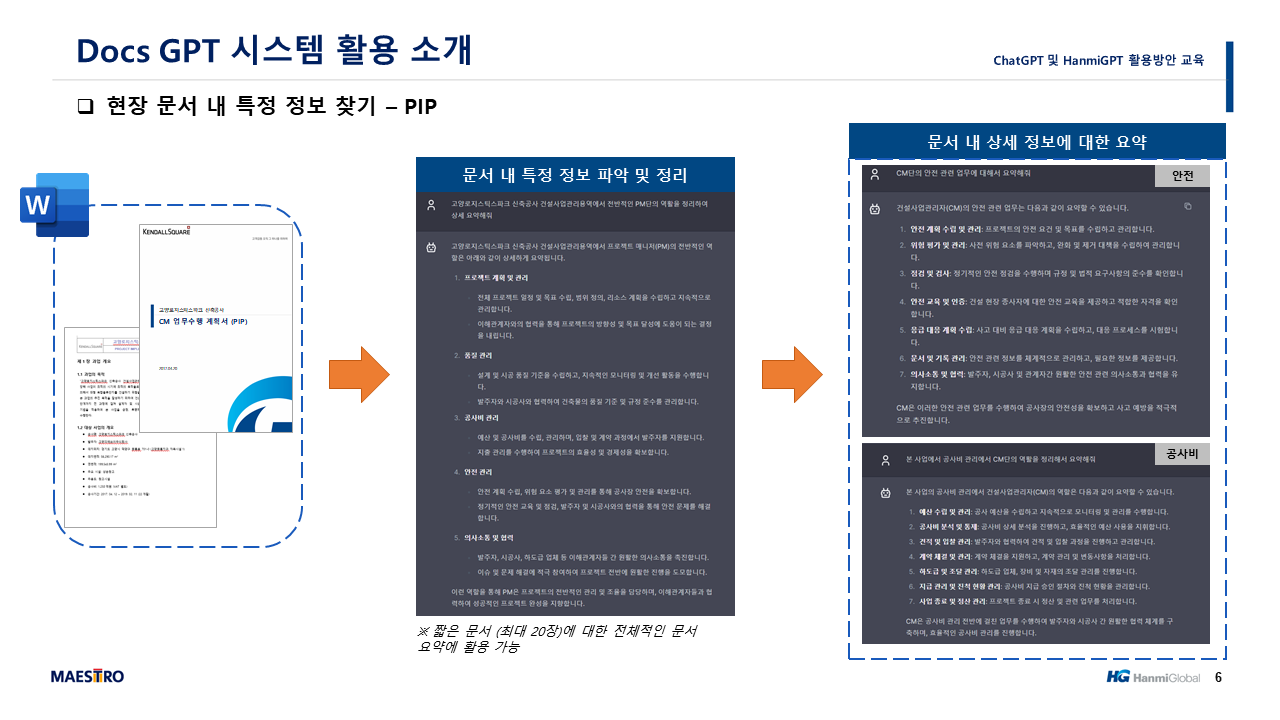 Docs GPT 시스템 활용 소개
ChatGPT 및 HanmiGPT 활용방안 교육
❑ 현장 문서 내 특정 정보 찾기 – PIP
W
KENDALLSQUARE
고양로지스틱스파크 신축공사
CM 업무수행 계획서 (PIP)
2017.04.20
제 1 장 과업 개요
1.1 과업의 목적
1.2 대상 사업의 개요
문서 내 특정 정보 파악 및 정리
고양로지스틱스파크 신축공사 건설사업관리용역에서 전반적인 PM단의 역할을 정리하여
상세 요약해줘
고양로지스틱스파크 신축공사 건설사업관리용역에서 프로젝트 매니저(PM)의 전반적인 역
할은 아래와 같이 상세하게 요약됩니다.
1. 프로젝트 계획 및 관리
전체 프로젝트 일정 및 목표 수립, 범위 정의, 리소스 계획을 수립하고 지속적으로
관리합니다.
이해관계자와의 협력을 통해 프로젝트의 방향성 및 목표 달성에 도움이 되는 결정
을 내립니다.
2. 품질 관리
설계 및 시공 품질 기준을 수립하고, 지속적인 모니터링 및 개선 활동을 수행합니
다.
발주자와 시공사와 협력하여 건축물의 품질 기준 및 규정 준수를 관리합니다.
3. 공사비 관리
예산 및 공사비를 수립, 관리하며, 입찰 및 계약 과정에서 발주자를 지원합니다.
지출 관리를 수행하여 프로젝트의 효율성 및 경제성을 확보합니다.
4. 안전 관리
안전 계획 수립, 위험 요소 평가 및 관리를 통해 공사장 안전을 확보합니다.
정기적인 안전 교육 및 점검, 발주자 및 시공사와의 협력을 통해 안전 문제를 해결
합니다.
5. 의사소통 및 협력
발주자, 시공사, 하도급 업체 등 이해관계자들 간 원활한 의사소통을 촉진합니다.
이슈 및 문제 해결에 적극 참여하여 프로젝트 전반에 원활한 진행을 도모합니다.
이런 역할을 통해 PM은 프로젝트의 전반적인 관리 및 조율을 담당하며, 이해관계자들과 협
력하여 성공적인 프로젝트 완성을 지향합니다.
※ 짧은 문서 (최대 20장)에 대한 전체적인 문서
요약에 활용 가능
문서 내 상세 정보에 대한 요약
CM단의 안전 관련 업무에 대해서 요약해줘
안전
건설사업관리자(CM)의 안전 관련 업무는 다음과 같이 요약할 수 있습니다.
1. 안전 계획 수립 및 관리: 프로젝트의 안전 요건 및 목표를 수립하고 관리합니다.
2. 위험 평가 및 관리: 사전 위험 요소를 파악하고, 완화 및 제거 대책을 수립하여 관리합니
다.
3. 점검 및 검사: 정기적인 안전 점검을 수행하며 규정 및 법적 요구사항의 준수를 확인합니
다.
4. 안전 교육 및 인증: 건설 현장 종사자에 대한 안전 교육을 제공하고 적합한 자격을 확인
합니다.
5. 응급 대응 계획 수립: 사고 대비 응급 대응 계획을 수립하고, 대응 프로세스를 시험합니
다.
6. 문서 및 기록 관리: 안전 관련 정보를 체계적으로 관리하고, 필요한 정보를 제공합니다.
7. 의사소통 및 협력: 발주자, 시공사 및 관계자간 원활한 안전 관련 의사소통과 협력을 유
지합니다.
CM은 이러한 안전 관련 업무를 수행하여 공사장의 안전성을 확보하고 사고 예방을 적극적
으로 추진합니다.
본 사업에서 공사비 관리에서 CM단의 역할을 정리해서 요약해줘
공사비
본 사업의 공사비 관리에서 건설사업관리자(CM)의 역할은 다음과 같이 요약할 수 있습니다.
1. 예산 수립 및 관리: 공사 예산을 수립하고 지속적으로 모니터링 및 관리를 수행합니다.
2. 공사비 분석 및 통제: 공사비 상세 분석을 진행하고, 효율적인 예산 사용을 지휘합니다.
3. 견적 및 입찰 관리: 발주자와 협력하여 견적 및 입찰 과정을 진행하고 관리합니다.
4. 계약 체결 및 관리: 계약 체결을 지원하고, 계약 관리 및 변동사항을 처리합니다.
5. 하도급 및 조달 관리: 하도급 업체, 장비 및 자재의 조달 관리를 진행합니다.
6. 지급 관리 및 진척 현황 관리: 공사비 지급 승인 절차와 진척 현황을 관리합니다.
7. 사업 종료 및 정산 관리: 프로젝트 종료 시 정산 및 관련 업무를 처리합니다.
CM은 공사비 관리 전반에 걸친 업무를 수행하여 발주자와 시공사 간 원활한 협력 체계를 구
축하며, 효율적인 공사비 관리를 진행합니다.
MAESTRO
HG HanmiGlobal
6